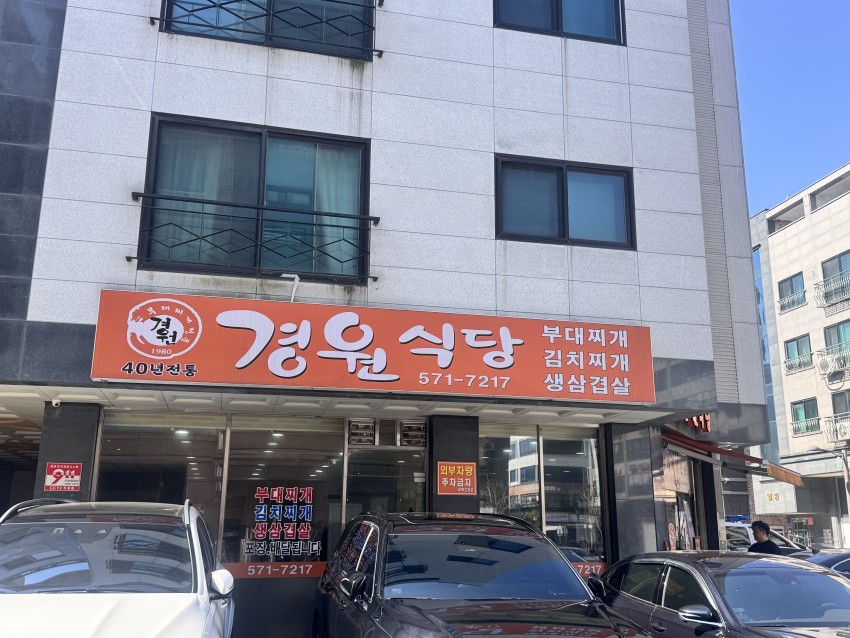 경원
1980
40년전통
경원식당
571-7217
부대찌개
김치찌개
생삼겹살
외부차량
주차금지
부대찌개
김치찌개
생삼겹살
포장,배달됩니다
571-7217
7217
CCTV